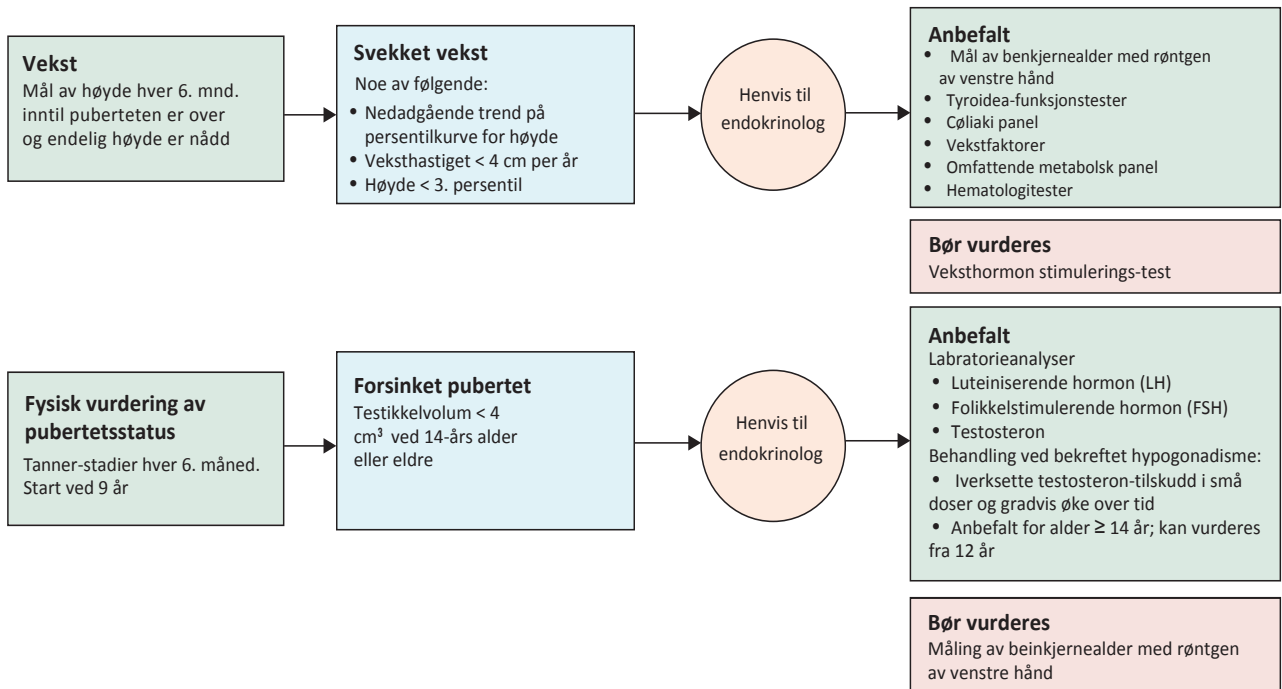 Vekst
Mål av høyde hver 6. mnd.
inntil puberteten er over
og endelig høyde er nådd
Svekket vekst
Noe av følgende:
• Nedadgående trend på
persentilkurve for høyde
• Veksthastiget < 4 cm per år
• Høyde < 3. persentil
Henvis til
endokrinolog
Anbefalt
• Mål av benkjernealder med røntgen
av venstre hånd
• Tyroidea-funksjonstester
• Cøliaki panel
• Vekstfaktorer
• Omfattende metabolsk panel
• Hematologitester
Bør vurderes
Veksthormon stimulerings-test
Fysisk vurdering av
pubertetsstatus
Tanner-stadier hver 6. måned.
Start ved 9 år
Forsinket pubertet
Testikkelvolum < 4
cm³ ved 14-års alder
eller eldre
Henvis til
endokrinolog
Anbefalt
Labratorieanalyser
• Luteiniserende hormon (LH)
• Folikkelstimulerende hormon (FSH)
• Testosteron
Behandling ved bekreftet hypogonadisme:
• Iverksette testosteron-tilskudd i små
doser og gradvis øke over tid
• Anbefalt for alder ≥ 14 år; kan vurderes
fra 12 år
Bør vurderes
Måling av beinkjernealder med røntgen
av venstre hånd